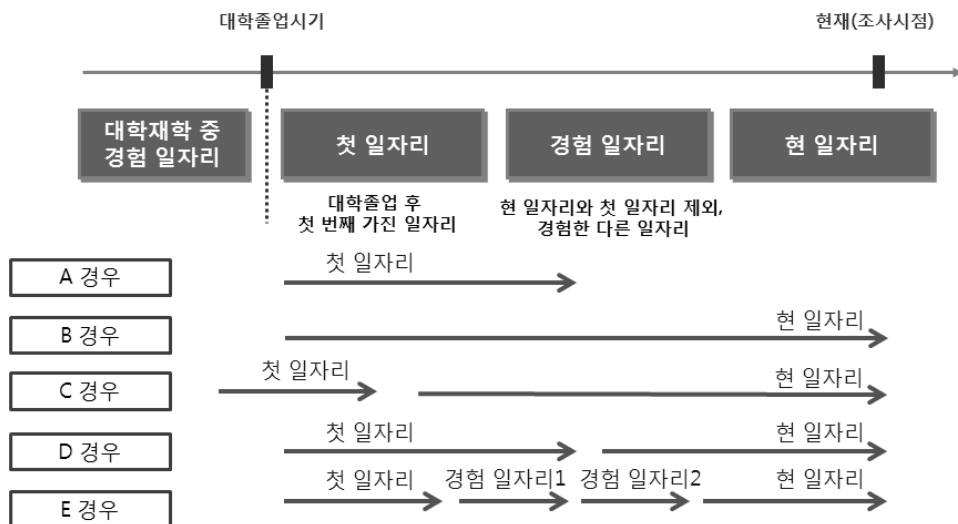 대학졸업시기
현재(조사시점)
대학재학 중
경험 일자리
첫 일자리
경험 일자리
현 일자리
대학졸업 후
첫 번째 가진 일자리
현 일자리와 첫 일자리 제외,
경험한 다른 일자리
A 경우
첫 일자리
B 경우
현 일자리
C 경우
첫 일자리
현 일자리
D 경우
첫 일자리
현 일자리
E 경우
첫 일자리
경험 일자리1
경험 일자리2
현 일자리